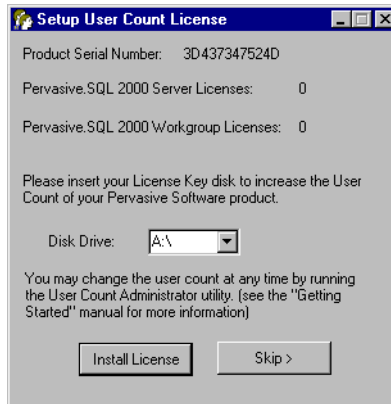 Setup User Count License
Product Serial Number: 3D437347524D
Pervasive.SQL 2000 Server Licenses: 0
Pervasive.SQL 2000 Workgroup Licenses: 0
Please insert your License Key disk to increase the User
Count of your Pervasive Software product.
Disk Drive: A:\
You may change the user count at any time by running
the User Count Administrator utility. (see the "Getting
Started" manual for more information)
Install License Skip >